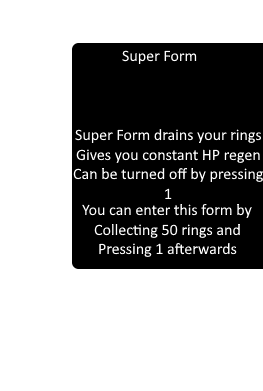 Super Form
Super Form drains your rings
Gives you constant HP regen
Can be turned off by pressing
1
You can enter this form by
Collecting 50 rings and
Pressing 1 afterwards